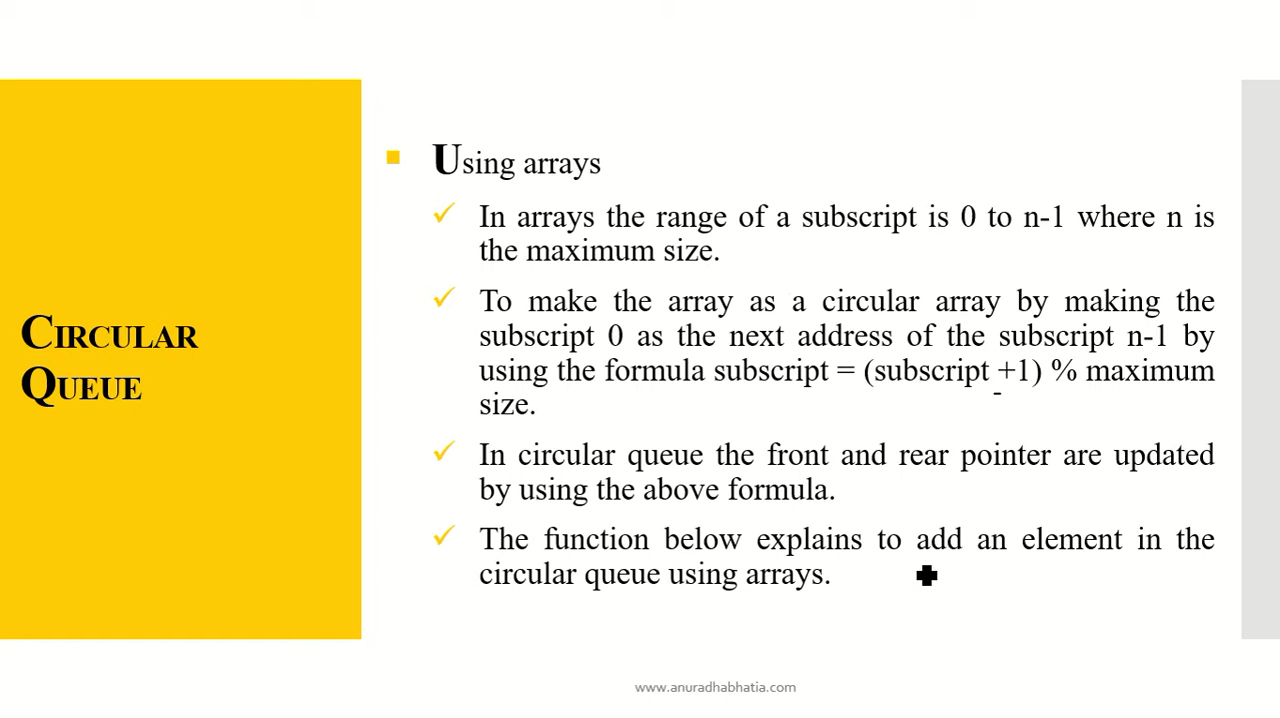 CIRCULAR
QUEUE
Using arrays
In arrays the range of a subscript is 0 to n-1 where n is
the maximum size.
To make the array as a circular array by making the
subscript 0 as the next address of the subscript n-1 by
using the formula subscript = (subscript +1) % maximum
size.
In circular queue the front and rear pointer are updated
by using the above formula.
The function below explains to add an element in the
circular queue using arrays.
www.anuradhabhatia.com